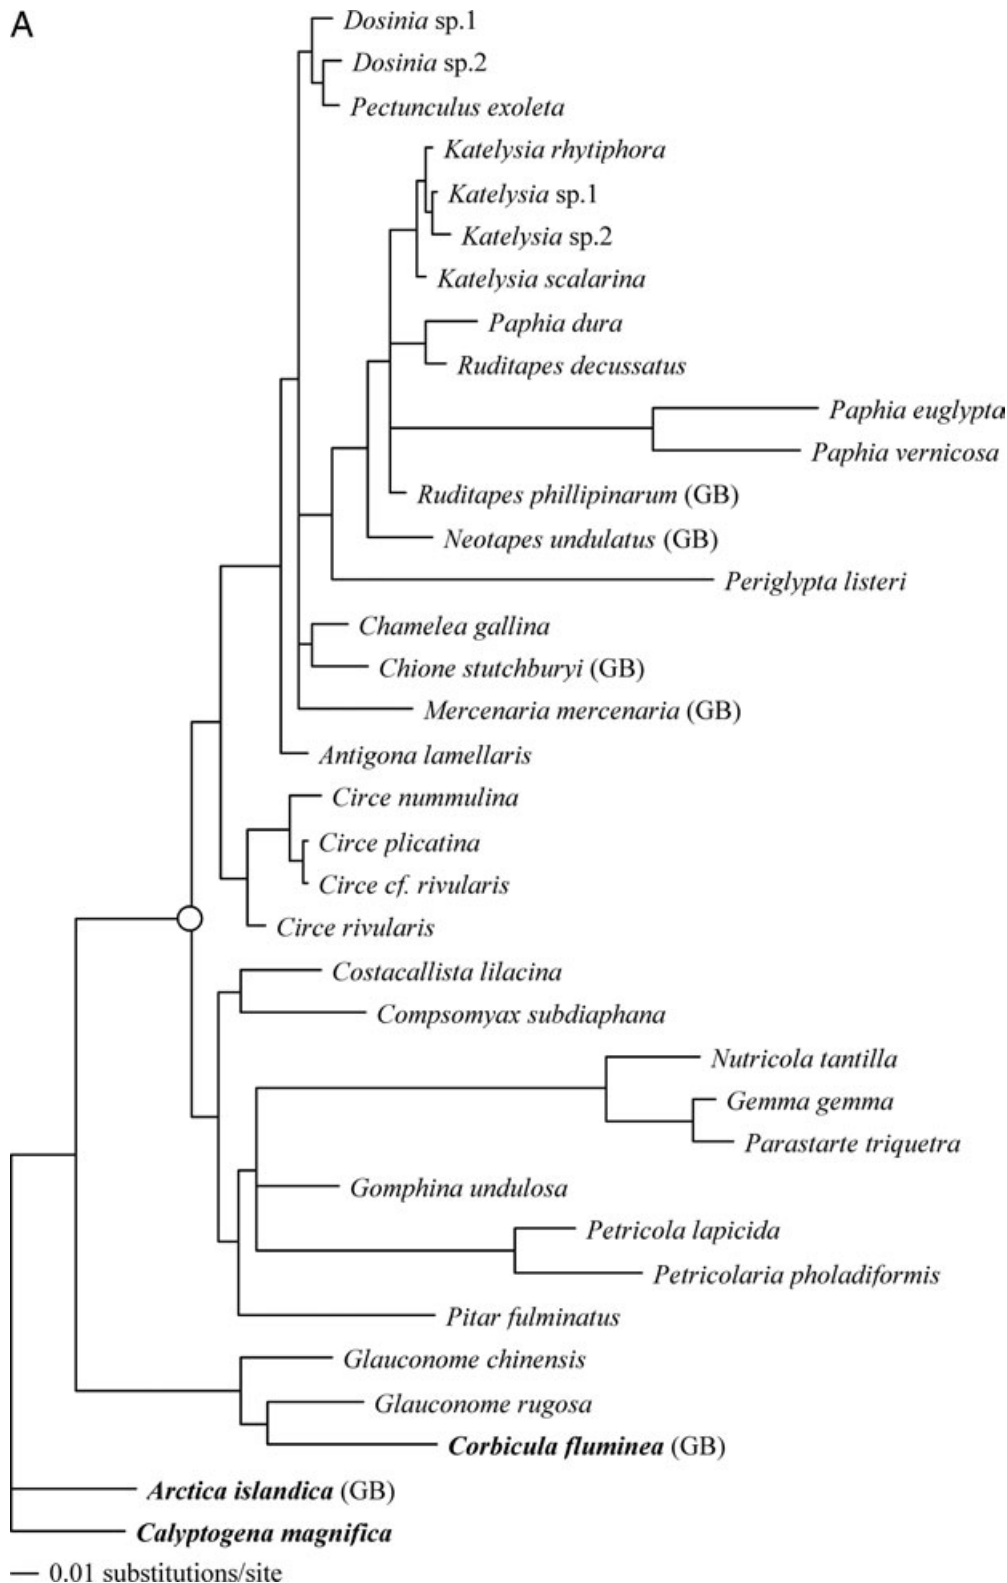 A
Dosinia sp.1
Dosinia sp.2
Pectunculus exoleta
Katelysia rhytiphora
Katelysia sp.1
Katelysia sp.2
Katelysia scalarina
Paphia dura
Ruditapes decussatus
Paphia euglypta
Paphia vernicosa
Ruditapes phillipinarum (GB)
Neotapes undulatus (GB)
Periglypta listeri
Chamelea gallina
Chione stutchburyi (GB)
Mercenaria mercenaria (GB)
Antigona lamellaris
Circe nummulina
Circe plicatina
Circe cf. rivularis
Circe rivularis
Costacallista lilacina
Compsomyax subdiaphana
Nutricola tantilla
Gemma gemma
Parastarte triquetra
Gomphina undulosa
Petricola lapicida
Petricolaria pholadiformis
Pitar fulminatus
Glauconome chinensis
Glauconome rugosa
Corbicula fluminea (GB)
Arctica islandica (GB)
Calyptogena magnifica
0.01 substitutions/site